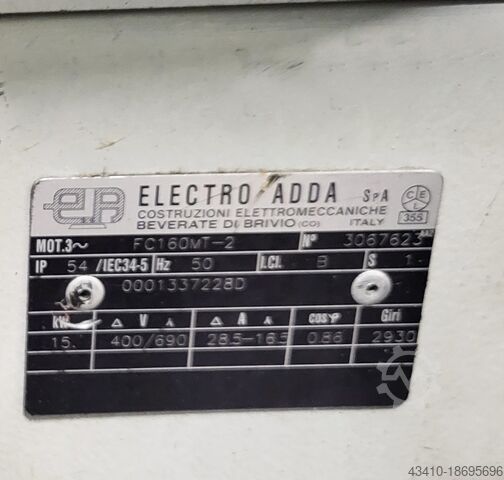 ELECTRO ADDA SPA
COSTRUZIONI ELETTROMECCANICHE
BEVERATE DI BRIVIO (CO) ITALY
CEL
355
MOT.3~ FC160MT-2 Nº 3067623
IP 54 /IEC34-5 Hz 50 I.Cl. B S 1
0001337228D
kW Δ V Y Δ A Y cosφ Giri
15. 400/690 28.5-16.5 0.86 2930
43410-18695696